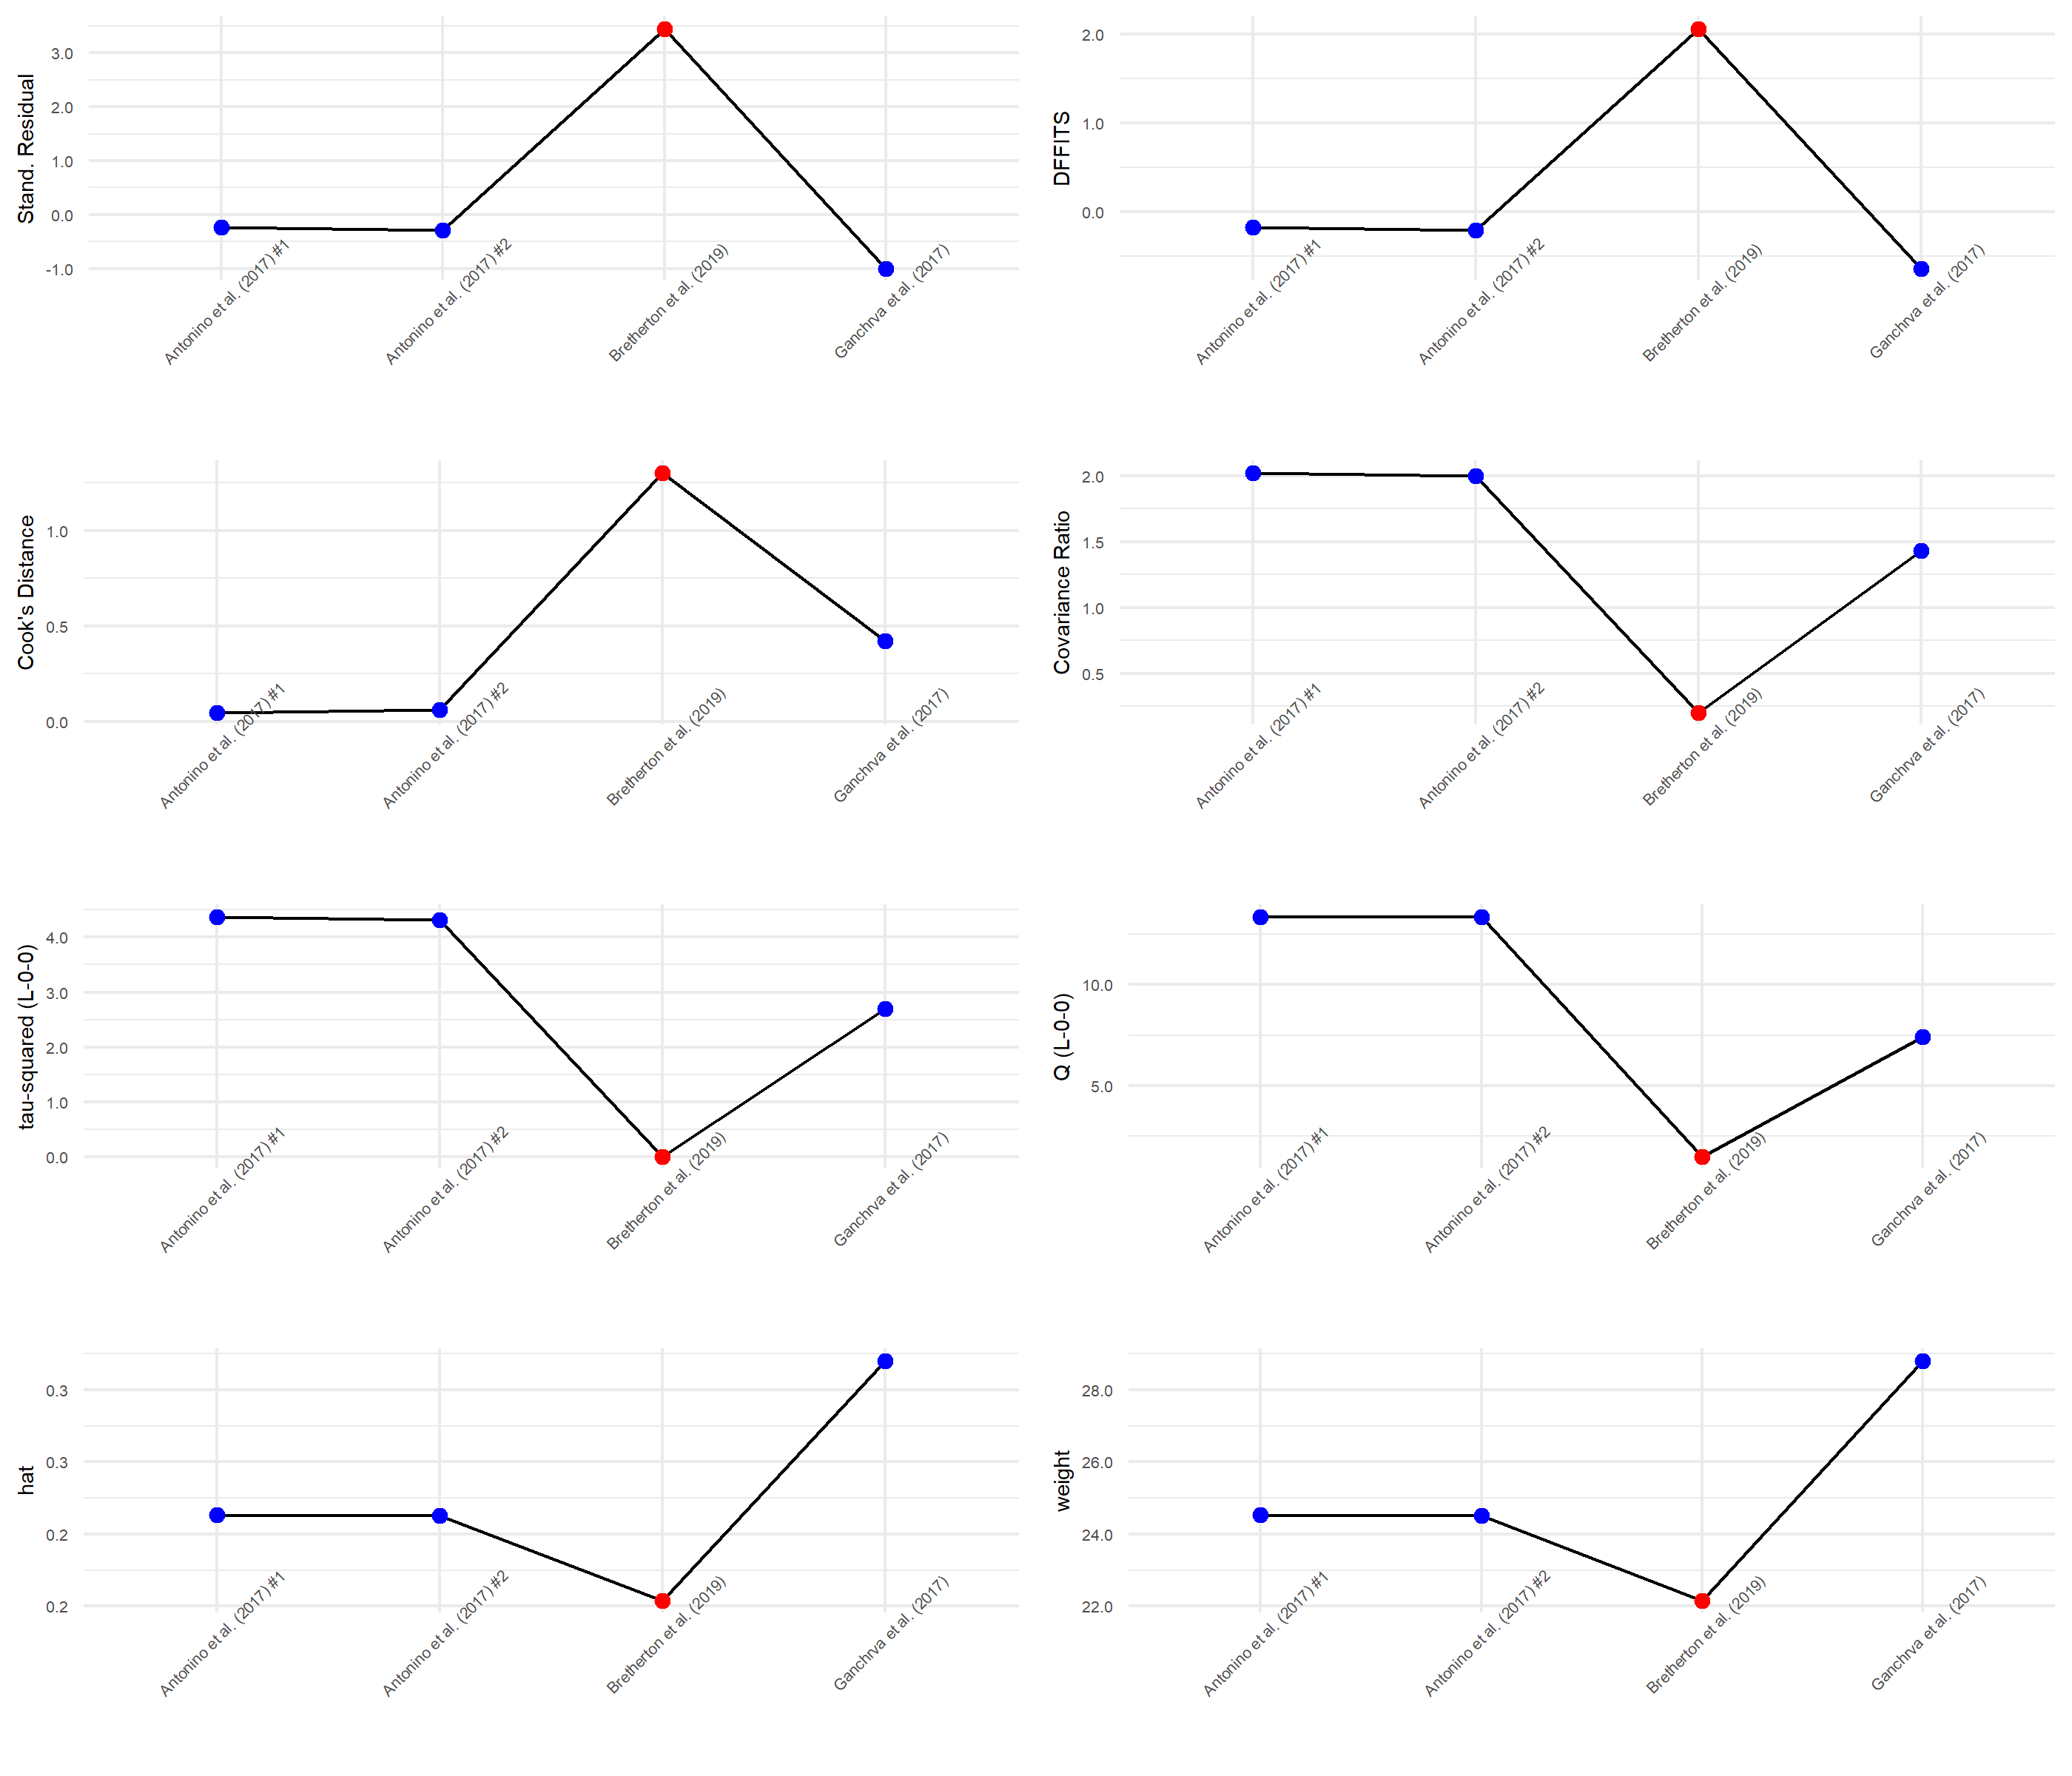 Stand. Residual
3.0
2.0
1.0
0.0
-1.0
Antonino et al. (2017) #1
Antonino et al. (2017) #2
Bretherton et al. (2019)
Ganchrva et al. (2017)
DFFITS
2.0
1.0
0.0
Antonino et al. (2017) #1
Antonino et al. (2017) #2
Bretherton et al. (2019)
Ganchrva et al. (2017)
Cook's Distance
1.0
0.5
0.0
Antonino et al. (2017) #1
Antonino et al. (2017) #2
Bretherton et al. (2019)
Ganchrva et al. (2017)
Covariance Ratio
2.0
1.5
1.0
0.5
Antonino et al. (2017) #1
Antonino et al. (2017) #2
Bretherton et al. (2019)
Ganchrva et al. (2017)
tau-squared (L-0-0)
4.0
3.0
2.0
1.0
0.0
Antonino et al. (2017) #1
Antonino et al. (2017) #2
Bretherton et al. (2019)
Ganchrva et al. (2017)
Q (L-0-0)
10.0
5.0
Antonino et al. (2017) #1
Antonino et al. (2017) #2
Bretherton et al. (2019)
Ganchrva et al. (2017)
hat
0.3
0.3
0.2
0.2
Antonino et al. (2017) #1
Antonino et al. (2017) #2
Bretherton et al. (2019)
Ganchrva et al. (2017)
weight
28.0
26.0
24.0
22.0
Antonino et al. (2017) #1
Antonino et al. (2017) #2
Bretherton et al. (2019)
Ganchrva et al. (2017)